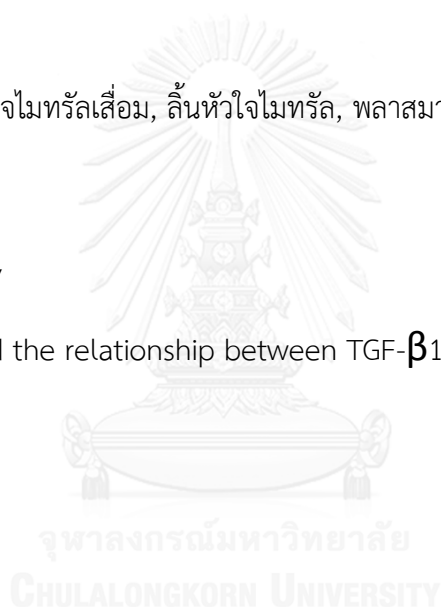 จไมทรัลเสื่อม, ลิ้นหัวใจไมทรัล, พลาสมา
the relationship between TGF-β1
จุฬาลงกรณ์มหาวิทยาลัย
CHULALONGKORN UNIVERSITY